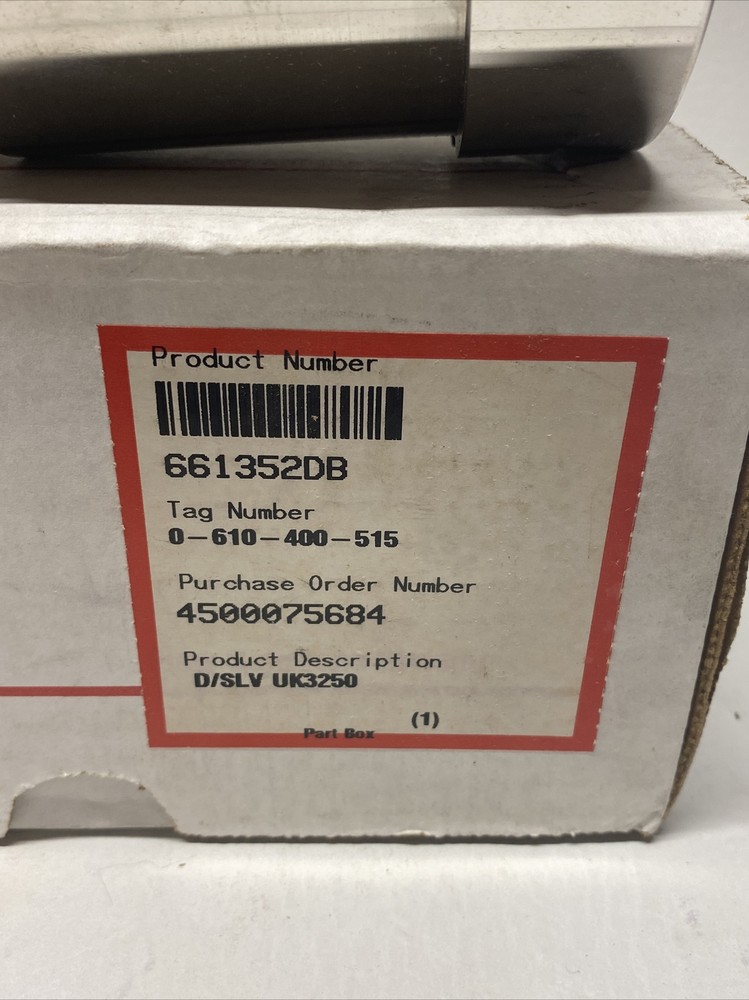 Product Number
661352DB
Tag Number
0-610-400-515
Purchase Order Number
4500075684
Product Description
D/SLV UK3250
(1)
Part Box